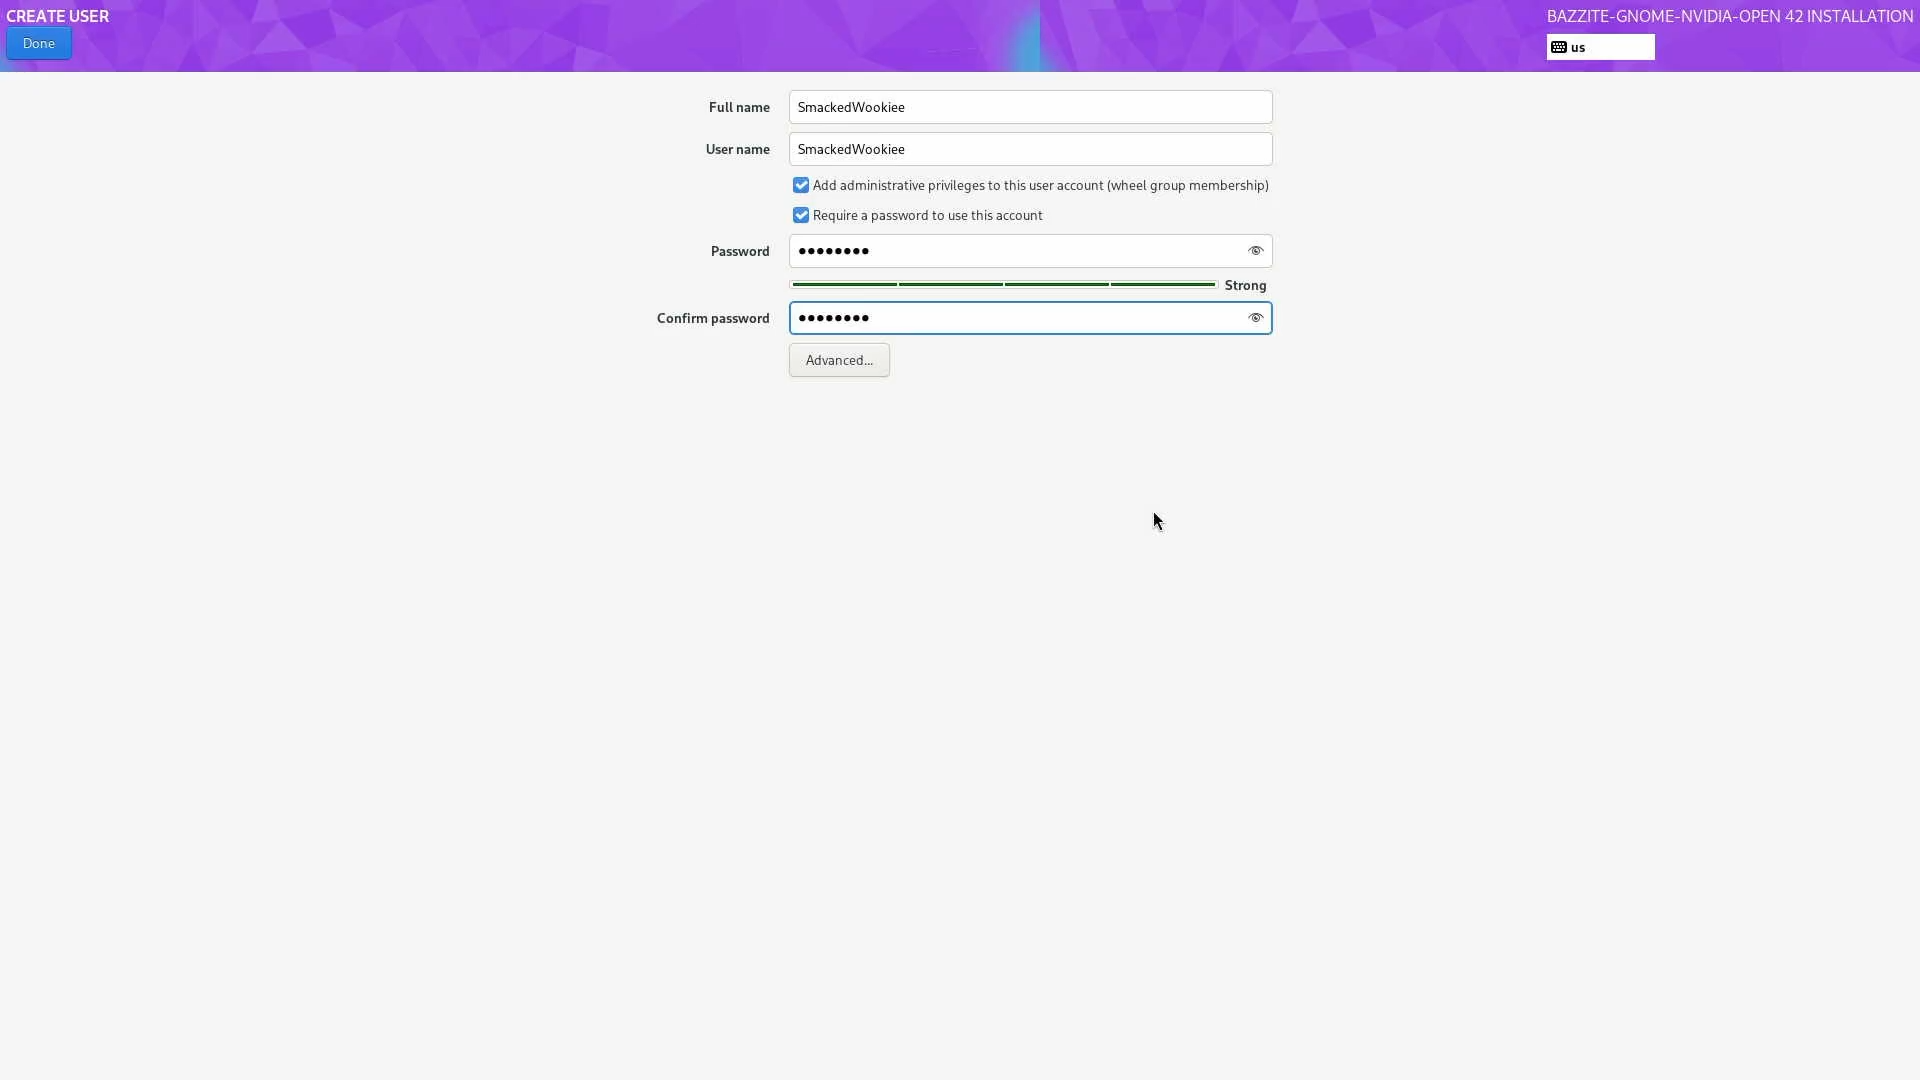 CREATE USER
BAZZITE-GNOME-NVIDIA-OPEN 42 INSTALLATION
Done
us
Full name
SmackedWookiee
User name
SmackedWookiee
Add administrative privileges to this user account (wheel group membership)
Require a password to use this account
Password
••••••••
Strong
Confirm password
••••••••
Advanced...